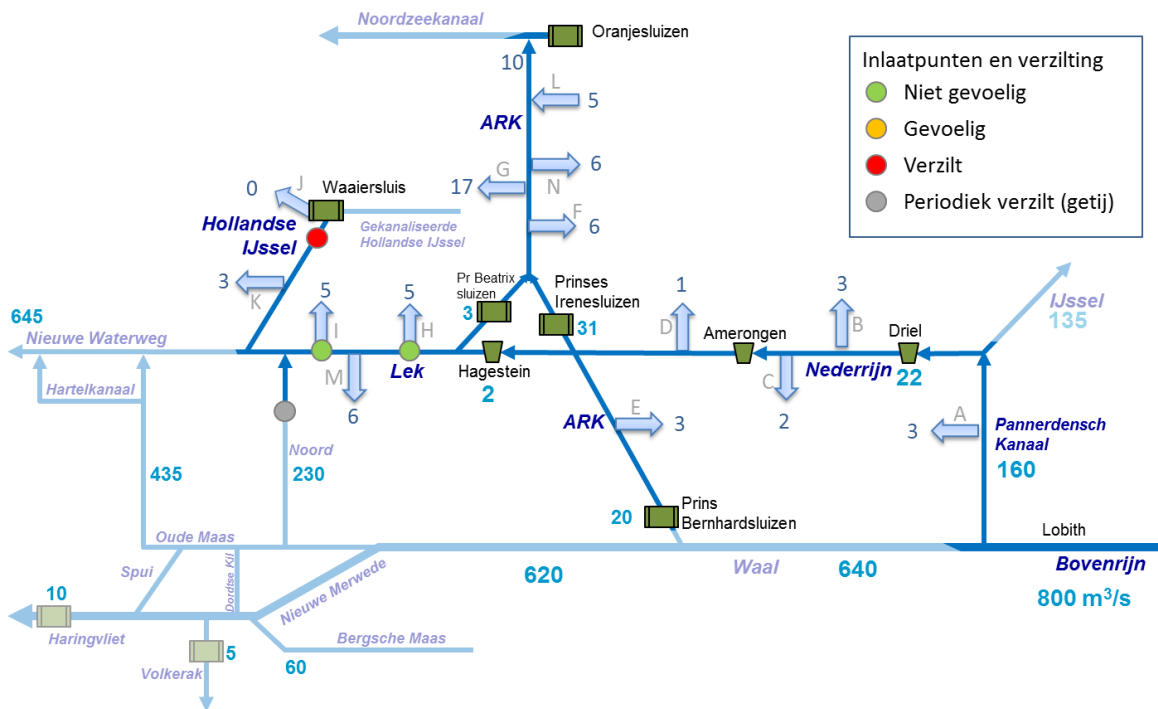 Noordzeekanaal
Oranjesluizen
10
L
5
ARK
6
G
17
N
F
6
Inlaatpunten en verzilting
Niet gevoelig
Gevoelig
Verzilt
Periodiek verzilt (getij)
0
J
Waaiersluis
Hollandse
IJssel
Gekanaliseerde
Hollandse IJssel
3
K
5
I
5
H
Pr Beatrix
sluizen
3
Prinses
Irenesluizen
31
1
D
Amerongen
3
B
Driel
IJssel
135
645
Nieuwe Waterweg
M
6
Lek
Hagestein
2
C
2
Nederrijn
22
Hartelkanaal
ARK
E
3
3
A
Pannerdensch
Kanaal
160
435
Noord
230
20
Prins
Bernhardsluizen
Lobith
Oude Maas
Spui
Dordtse Kil
Nieuwe Merwede
620
Waal
640
Bovenrijn
800 m³/s
10
Haringvliet
5
Volkerak
60
Bergsche Maas